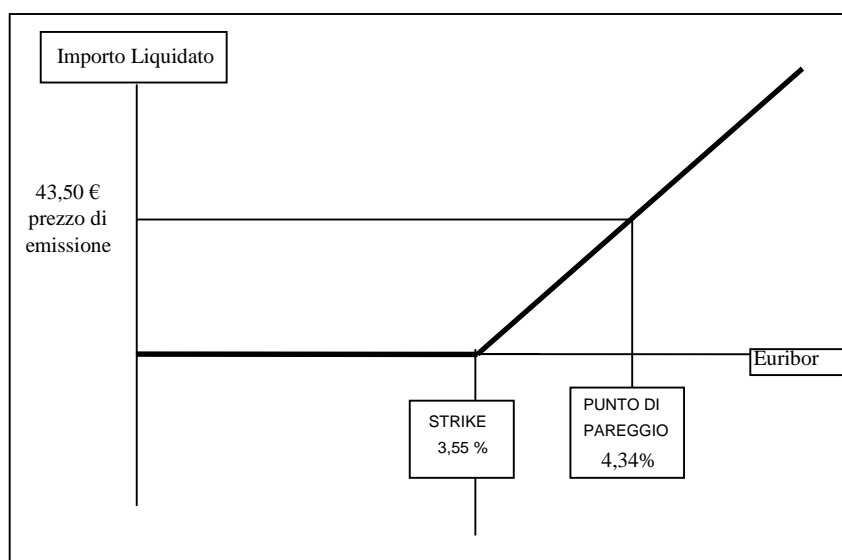 Importo Liquidato
43,50 €
prezzo di
emissione
Euribor
STRIKE
3,55 %
PUNTO DI
PAREGGIO
4,34%